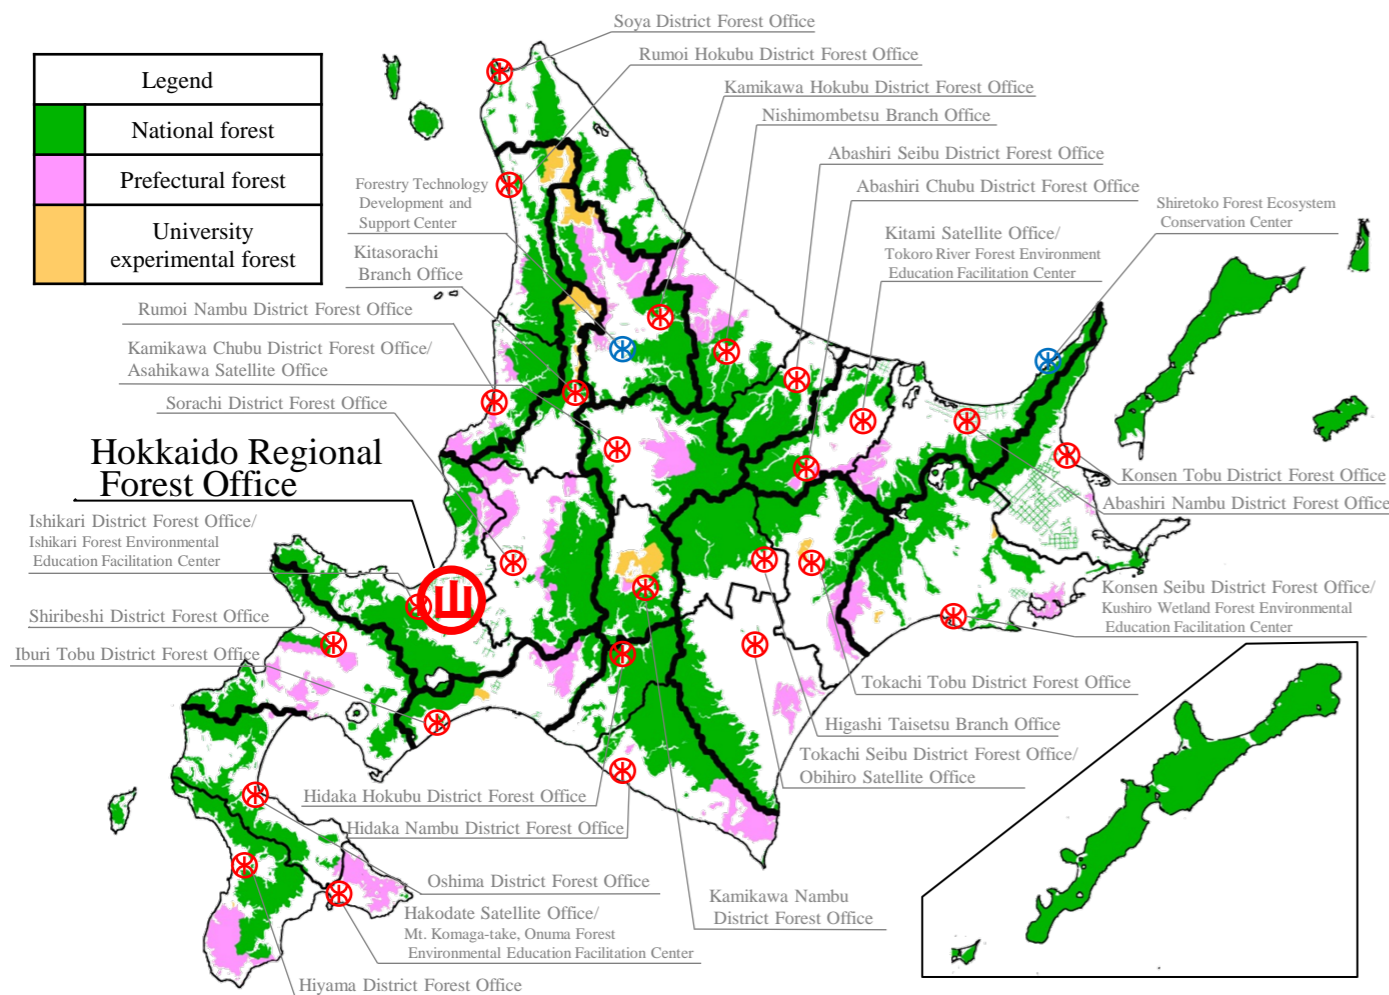 Soya District Forest Office
Rumoi Hokubu District Forest Office
Kamikawa Hokubu District Forest Office
Nishimombetsu Branch Office
Abashiri Seibu District Forest Office
Abashiri Chubu District Forest Office
Legend
National forest
Prefectural forest
University
experimental forest
Forestry Technology
Development and
Support Center
Kitasorachi
Branch Office
Shiretoko Forest Ecosystem
Conservation Center
Kitami Satellite Office/
Tokoro River Forest Environment
Education Facilitation Center
Rumoi Nambu District Forest Office
Kamikawa Chubu District Forest Office/
Asahikawa Satellite Office
Sorachi District Forest Office
Hokkaido Regional
Forest Office
Konsen Tobu District Forest Office
Abashiri Nambu District Forest Office
Ishikari District Forest Office/
Ishikari Forest Environmental
Education Facilitation Center
Shiribeshi District Forest Office
Iburi Tobu District Forest Office
Konsen Seibu District Forest Office/
Kushiro Wetland Forest Environmental
Education Facilitation Center
Tokachi Tobu District Forest Office
Higashi Taisetsu Branch Office
Tokachi Seibu District Forest Office/
Obihiro Satellite Office
Hidaka Hokubu District Forest Office
Hidaka Nambu District Forest Office
Oshima District Forest Office
Kamikawa Nambu
District Forest Office
Hakodate Satellite Office/
Mt. Komaga-take, Onuma Forest
Environmental Education Facilitation Center
Hiyama District Forest Office